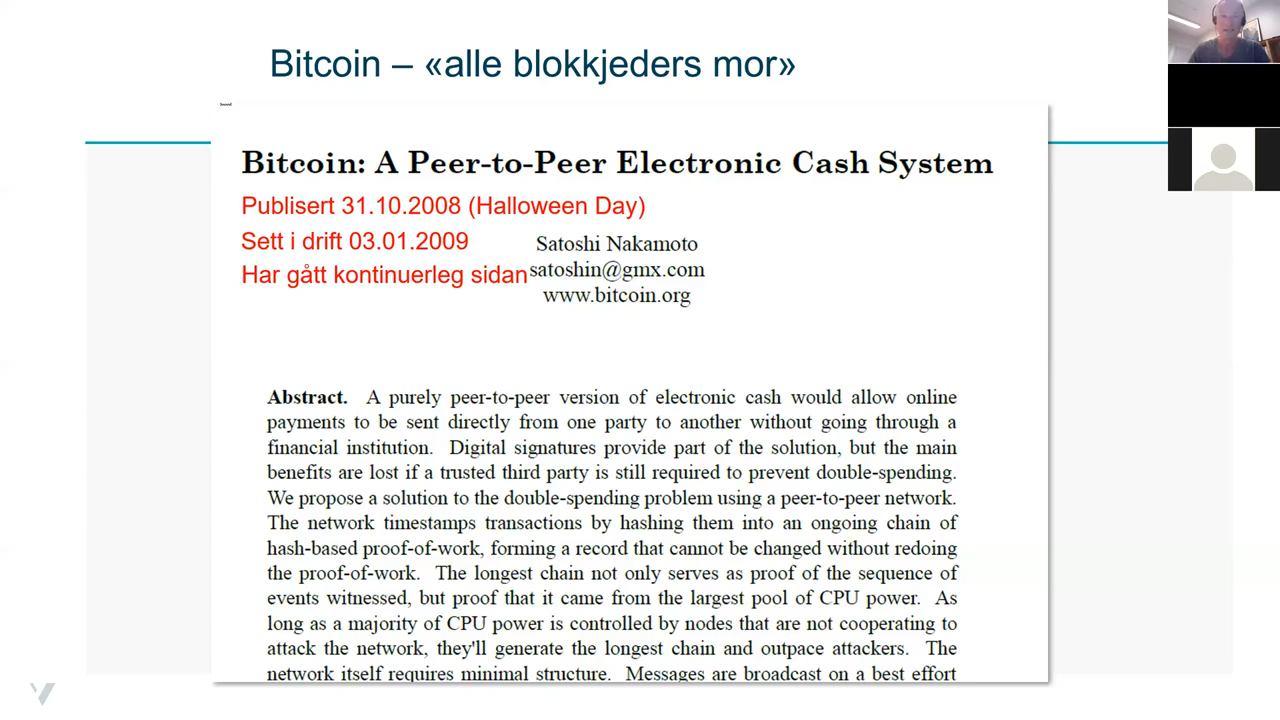 Bitcoin – «alle blokkjeders mor»
Bitcoin: A Peer-to-Peer Electronic Cash System
Publisert 31.10.2008 (Halloween Day)
Sett i drift 03.01.2009
Har gått kontinuerleg sidan
Satoshi Nakamoto
satoshin@gmx.com
www.bitcoin.org
Abstract. A purely peer-to-peer version of electronic cash would allow online
payments to be sent directly from one party to another without going through a
financial institution. Digital signatures provide part of the solution, but the main
benefits are lost if a trusted third party is still required to prevent double-spending.
We propose a solution to the double-spending problem using a peer-to-peer network.
The network timestamps transactions by hashing them into an ongoing chain of
hash-based proof-of-work, forming a record that cannot be changed without redoing
the proof-of-work. The longest chain not only serves as proof of the sequence of
events witnessed, but proof that it came from the largest pool of CPU power. As
long as a majority of CPU power is controlled by nodes that are not cooperating to
attack the network, they'll generate the longest chain and outpace attackers. The
network itself requires minimal structure. Messages are broadcast on a best effort